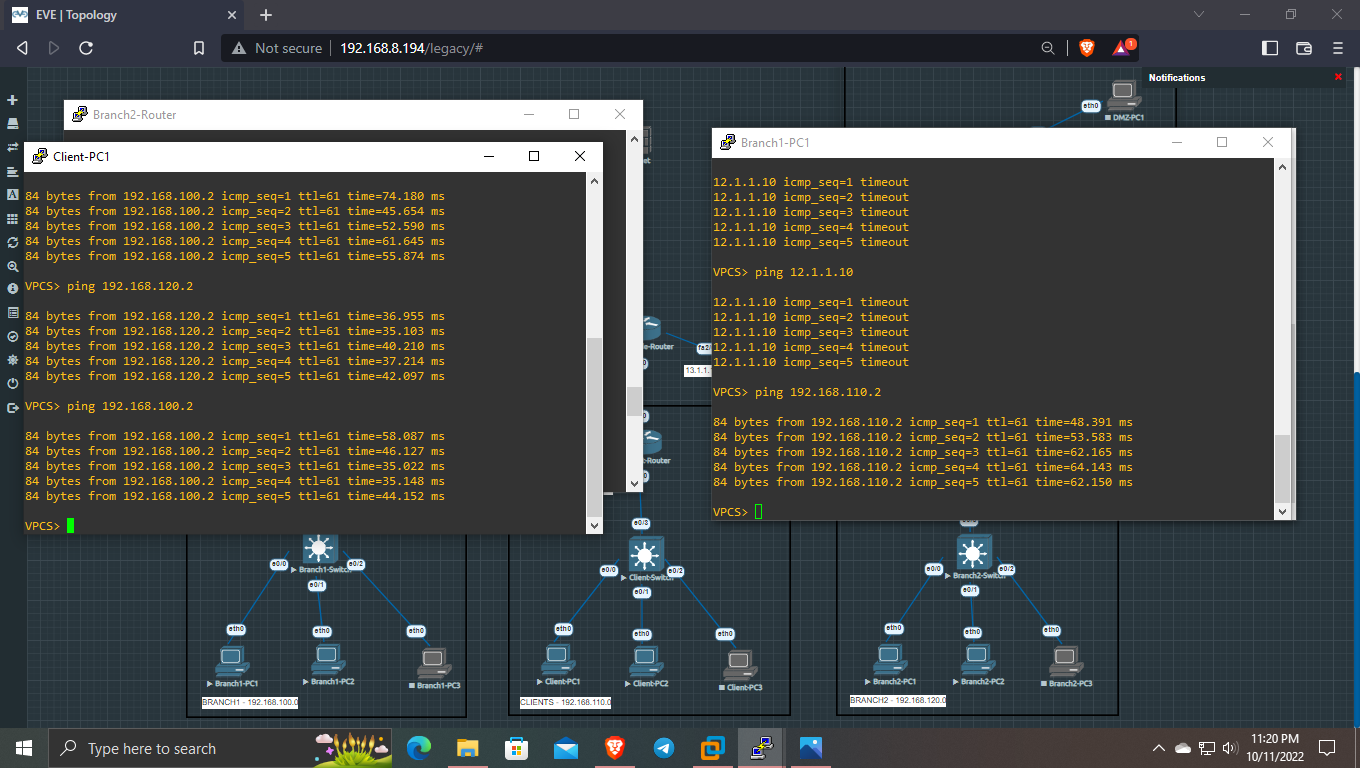 EVE | Topology
Not secure
192.168.8.194/legacy/#
1
Notifications
Branch2-Router
Client-PC1
84 bytes from 192.168.100.2 icmp_seq=1 ttl=61 time=74.180 ms
84 bytes from 192.168.100.2 icmp_seq=2 ttl=61 time=45.654 ms
84 bytes from 192.168.100.2 icmp_seq=3 ttl=61 time=52.590 ms
84 bytes from 192.168.100.2 icmp_seq=4 ttl=61 time=61.645 ms
84 bytes from 192.168.100.2 icmp_seq=5 ttl=61 time=55.874 ms
VPCS> ping 192.168.120.2
84 bytes from 192.168.120.2 icmp_seq=1 ttl=61 time=36.955 ms
84 bytes from 192.168.120.2 icmp_seq=2 ttl=61 time=35.103 ms
84 bytes from 192.168.120.2 icmp_seq=3 ttl=61 time=40.210 ms
84 bytes from 192.168.120.2 icmp_seq=4 ttl=61 time=37.214 ms
84 bytes from 192.168.120.2 icmp_seq=5 ttl=61 time=42.097 ms
VPCS> ping 192.168.100.2
84 bytes from 192.168.100.2 icmp_seq=1 ttl=61 time=58.087 ms
84 bytes from 192.168.100.2 icmp_seq=2 ttl=61 time=46.127 ms
84 bytes from 192.168.100.2 icmp_seq=3 ttl=61 time=35.022 ms
84 bytes from 192.168.100.2 icmp_seq=4 ttl=61 time=35.148 ms
84 bytes from 192.168.100.2 icmp_seq=5 ttl=61 time=44.152 ms
VPCS>
eth0
DMZ-PC1
Branch1-PC1
12.1.1.10 icmp_seq=1 timeout
12.1.1.10 icmp_seq=2 timeout
12.1.1.10 icmp_seq=3 timeout
12.1.1.10 icmp_seq=4 timeout
12.1.1.10 icmp_seq=5 timeout
VPCS> ping 12.1.1.10
12.1.1.10 icmp_seq=1 timeout
12.1.1.10 icmp_seq=2 timeout
12.1.1.10 icmp_seq=3 timeout
12.1.1.10 icmp_seq=4 timeout
12.1.1.10 icmp_seq=5 timeout
VPCS> ping 192.168.110.2
84 bytes from 192.168.110.2 icmp_seq=1 ttl=61 time=48.391 ms
84 bytes from 192.168.110.2 icmp_seq=2 ttl=61 time=53.583 ms
84 bytes from 192.168.110.2 icmp_seq=3 ttl=61 time=62.165 ms
84 bytes from 192.168.110.2 icmp_seq=4 ttl=61 time=64.143 ms
84 bytes from 192.168.110.2 icmp_seq=5 ttl=61 time=62.150 ms
VPCS>
e-Router
fa2/
13.1.1.
-Router
e0/3
Branch1-Switch
e0/0
e0/2
e0/1
Client-Switch
e0/0
e0/2
e0/1
Branch2-Switch
e0/0
e0/2
e0/1
eth0
eth0
eth0
eth0
eth0
eth0
eth0
eth0
eth0
Branch1-PC1
Branch1-PC2
Branch1-PC3
Client-PC1
Client-PC2
Client-PC3
Branch2-PC1
Branch2-PC2
Branch2-PC3
BRANCH1 - 192.168.100.0
CLIENTS - 192.168.110.0
BRANCH2 - 192.168.120.0
Type here to search
11:20 PM
10/11/2022